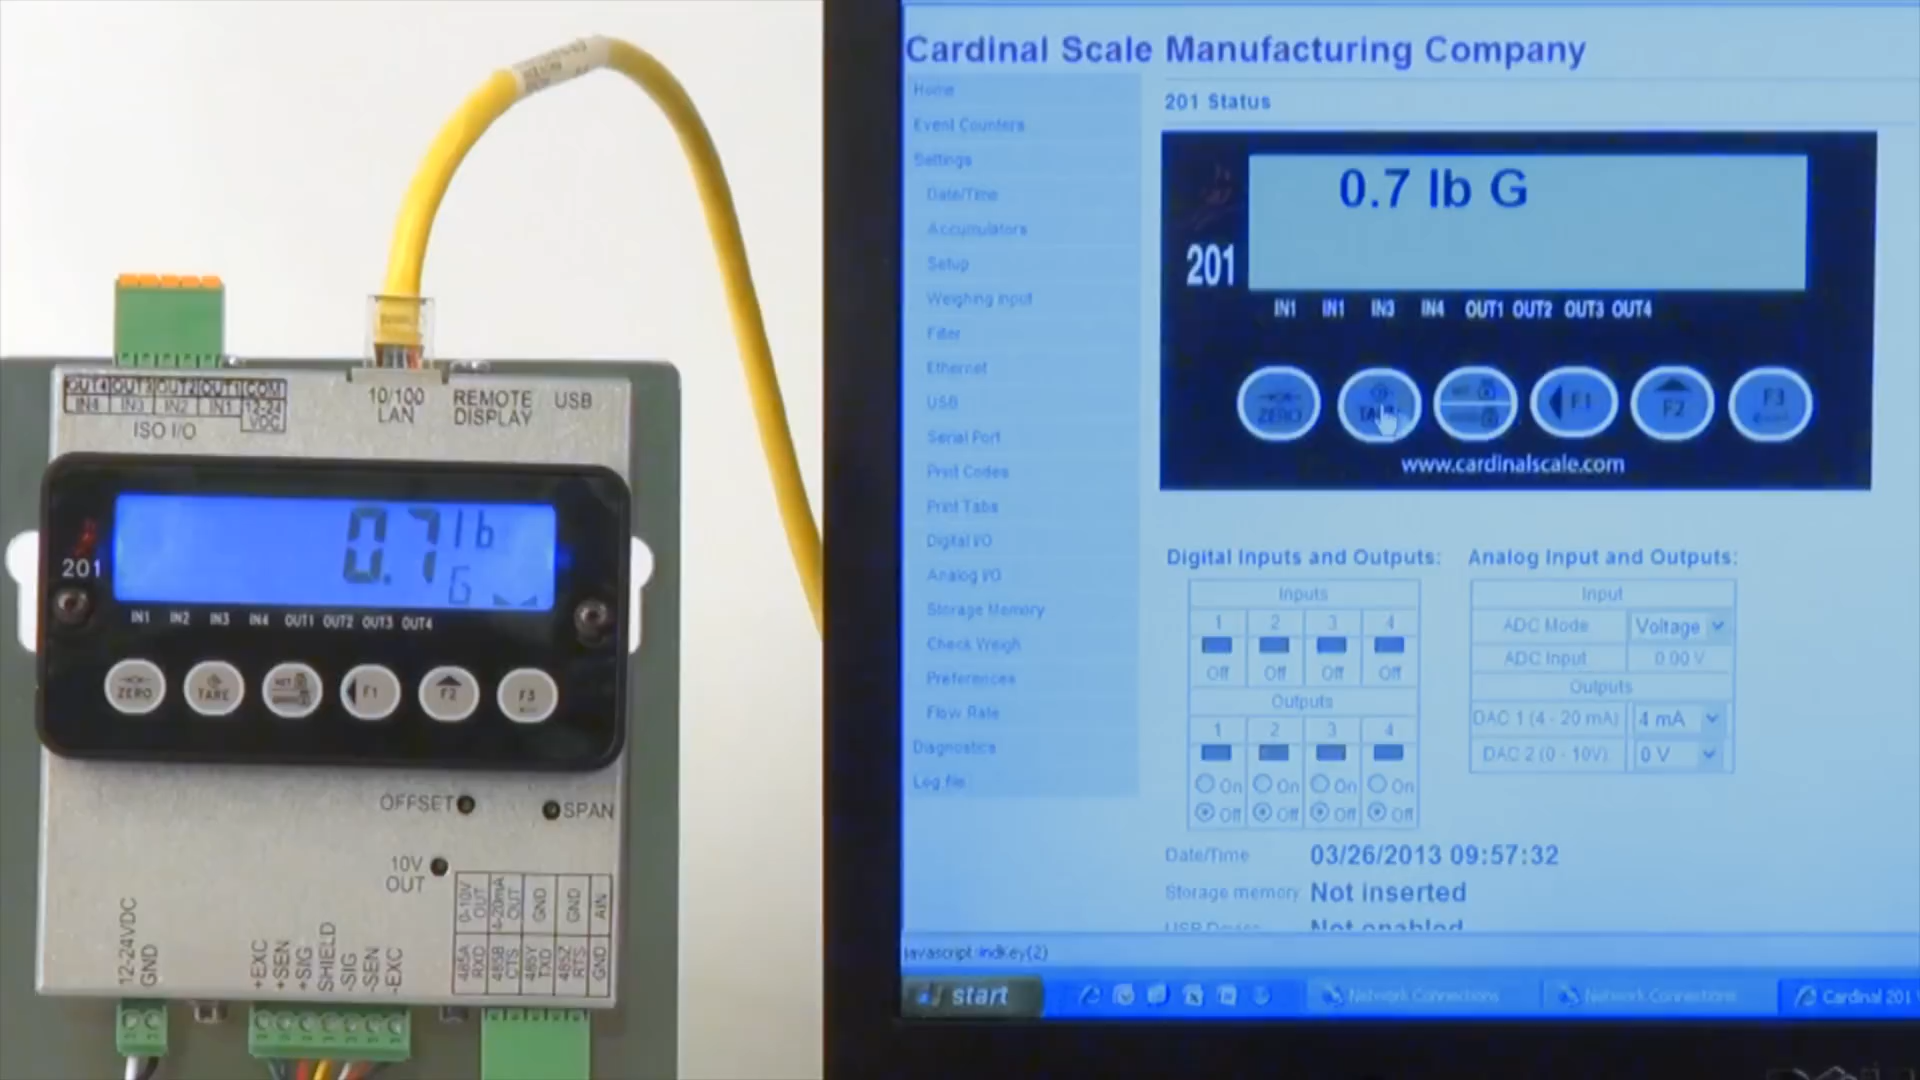 OUT4 OUT3 OUT2 OUT1 COM
IN4 IN3 IN2 IN1 12-24 VDC
ISO I/O
10/100
LAN
REMOTE
DISPLAY
USB
0.7 lb
G
201
IN1 IN2 IN3 IN4 OUT1 OUT2 OUT3 OUT4
ZERO TARE NET F1 F2 F3
OFFSET SPAN
10V
OUT
12-24VDC
GND
+EXC
+SEN
+SIG
SHIELD
-SIG
-SEN
-EXC
0-10V OUT
4-20mA OUT
GND
GND
AIN
485A RXD
485B CTS
485Y TXD
485Z RTS
GND
Cardinal Scale Manufacturing Company
Home
Event Counters
Settings
Date/Time
Accumulators
Setup
Weighing Input
Filter
Ethernet
USB
Serial Port
Print Codes
Print Tabs
Digital I/O
Analog I/O
Storage Memory
Check Weigh
Preferences
Flow Rate
Diagnostics
Log file
201 Status
0.7 lb G
201
IN1 IN1 IN3 IN4 OUT1 OUT2 OUT3 OUT4
ZERO TARE NET F1 F2 F3
www.cardinalscale.com
Digital Inputs and Outputs:
Inputs
1 2 3 4
Off Off Off Off
Outputs
1 2 3 4
On On On On
Off Off Off Off
Analog Input and Outputs:
Input
ADC Mode Voltage
ADC Input 0.00 V
Outputs
DAC 1 (4 - 20 mA) 4 mA
DAC 2 (0 - 10V) 0 V
Date/Time 03/26/2013 09:57:32
Storage memory Not inserted
USB Device Not enabled
javascript:indKey(2)
start Network Connections Network Connections Cardinal 201